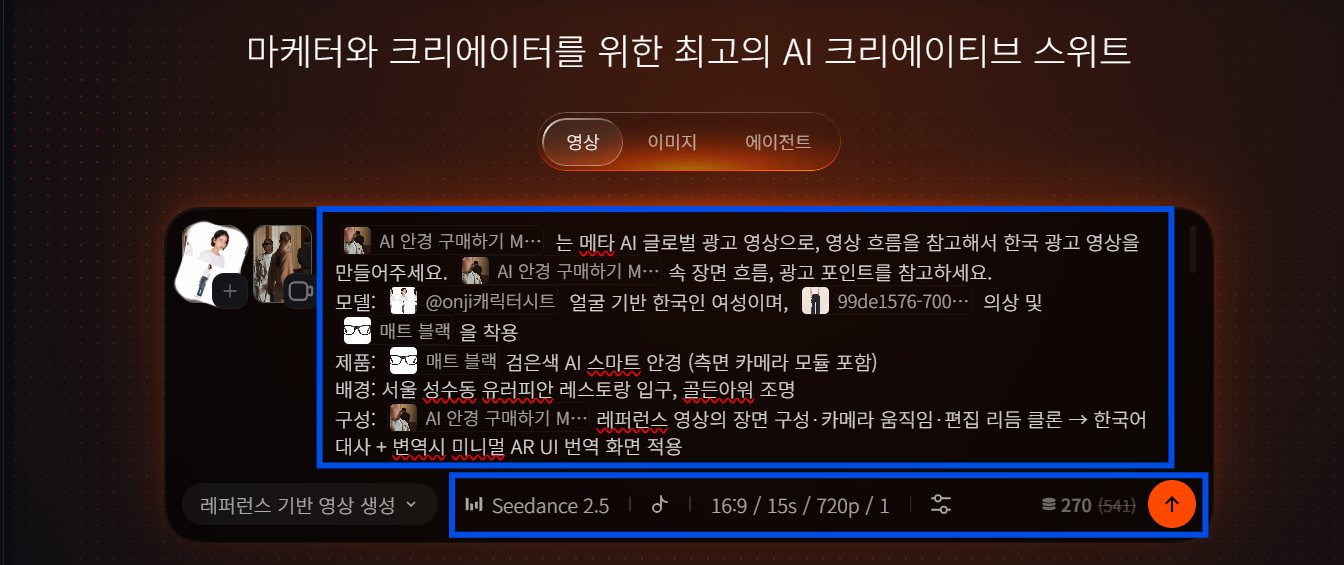 마케터와 크리에이터를 위한 최고의 AI 크리에이티브 스위트
영상 이미지 에이전트
AI 안경 구매하기 M··· 는 메타 AI 글로벌 광고 영상으로, 영상 흐름을 참고해서 한국 광고 영상을
만들어주세요. AI 안경 구매하기 M··· 속 장면 흐름, 광고 포인트를 참고하세요.
모델: @onji캐릭터시트 얼굴 기반 한국인 여성이며, 99de1576-700··· 의상 및
매트 블랙 을 착용
제품: 매트 블랙 검은색 AI 스마트 안경 (측면 카메라 모듈 포함)
배경: 서울 성수동 유러피안 레스토랑 입구, 골든아워 조명
구성: AI 안경 구매하기 M··· 레퍼런스 영상의 장면 구성·카메라 움직임·편집 리듬 클론 → 한국어
대사 + 변역시 미니멀 AR UI 번역 화면 적용
레퍼런스 기반 영상 생성 Seedance 2.5 16:9 / 15s / 720p / 1 270 (541)